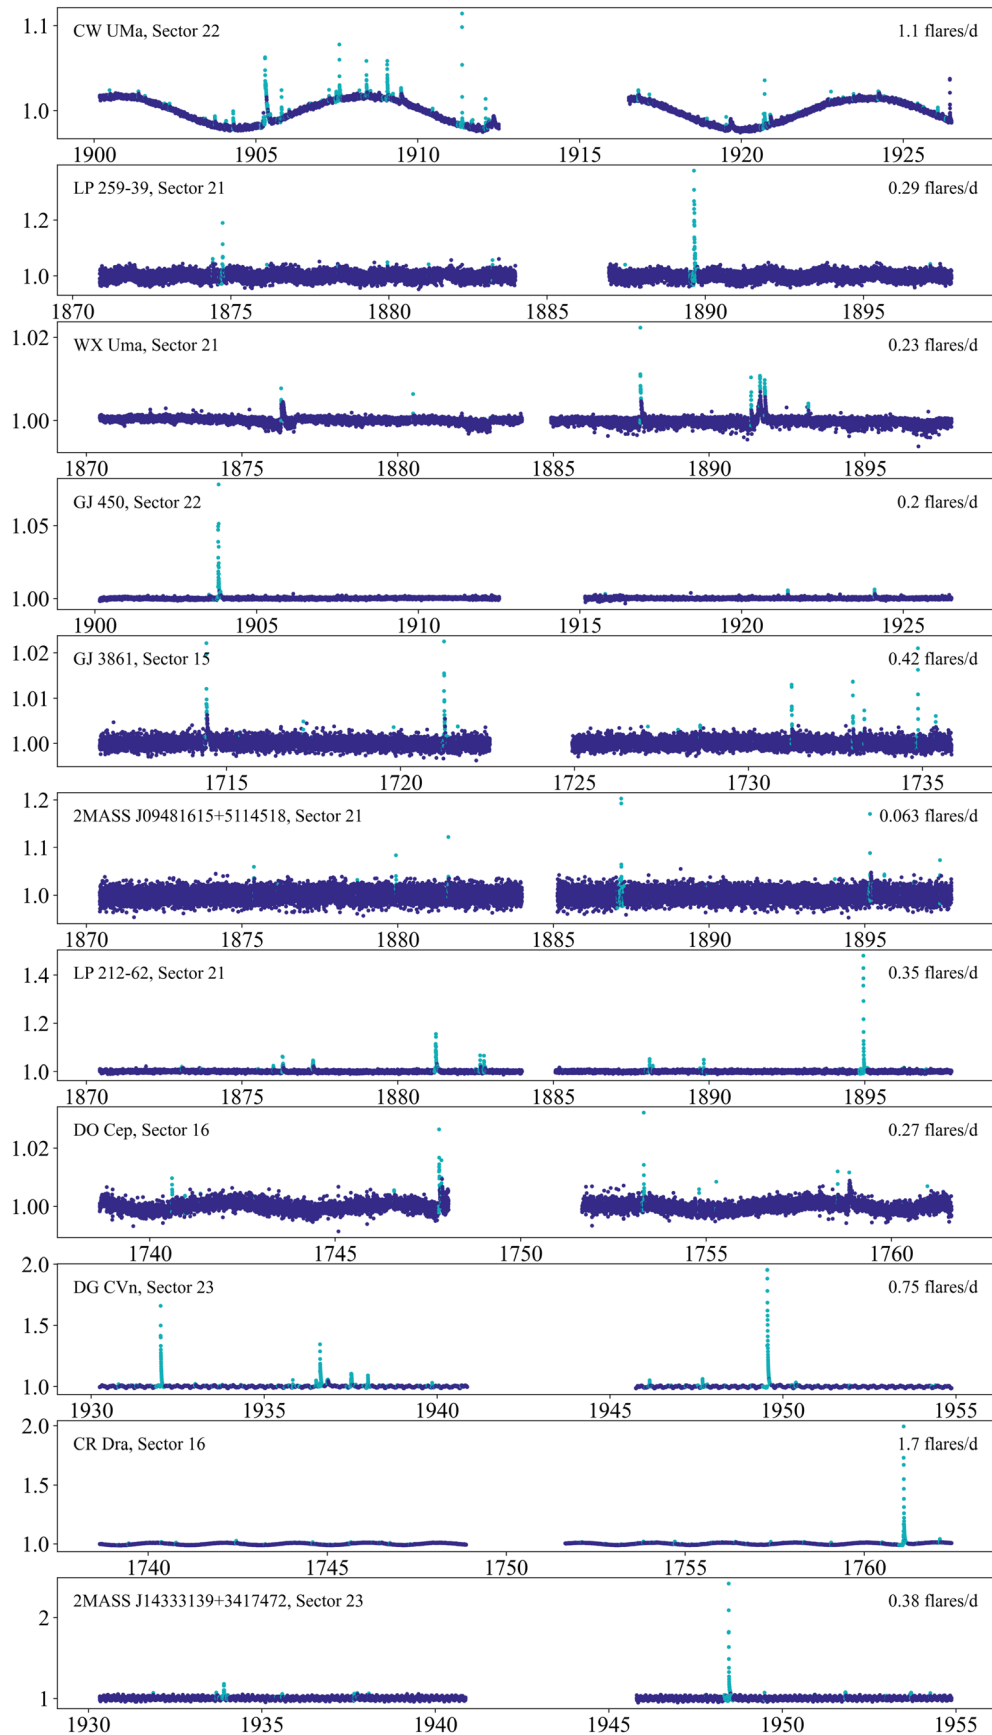 1.1
CW UMa, Sector 22
1.1 flares/d
1.0
1900 1905 1910 1915 1920 1925
LP 259-39, Sector 21
0.29 flares/d
1.2
1.0
1870 1875 1880 1885 1890 1895
1.02
WX Uma, Sector 21
0.23 flares/d
1.00
1870 1875 1880 1885 1890 1895
GJ 450, Sector 22
0.2 flares/d
1.05
1.00
1900 1905 1910 1915 1920 1925
1.02
GJ 3861, Sector 15
0.42 flares/d
1.01
1.00
1715 1720 1725 1730 1735
1.2
2MASS J09481615+5114518, Sector 21
0.063 flares/d
1.1
1.0
1870 1875 1880 1885 1890 1895
LP 212-62, Sector 21
0.35 flares/d
1.4
1.2
1.0
1870 1875 1880 1885 1890 1895
DO Cep, Sector 16
0.27 flares/d
1.02
1.00
1740 1745 1750 1755 1760
2.0
DG CVn, Sector 23
0.75 flares/d
1.5
1.0
1930 1935 1940 1945 1950 1955
2.0
CR Dra, Sector 16
1.7 flares/d
1.5
1.0
1740 1745 1750 1755 1760
2MASS J14333139+3417472, Sector 23
0.38 flares/d
2
1
1930 1935 1940 1945 1950 1955